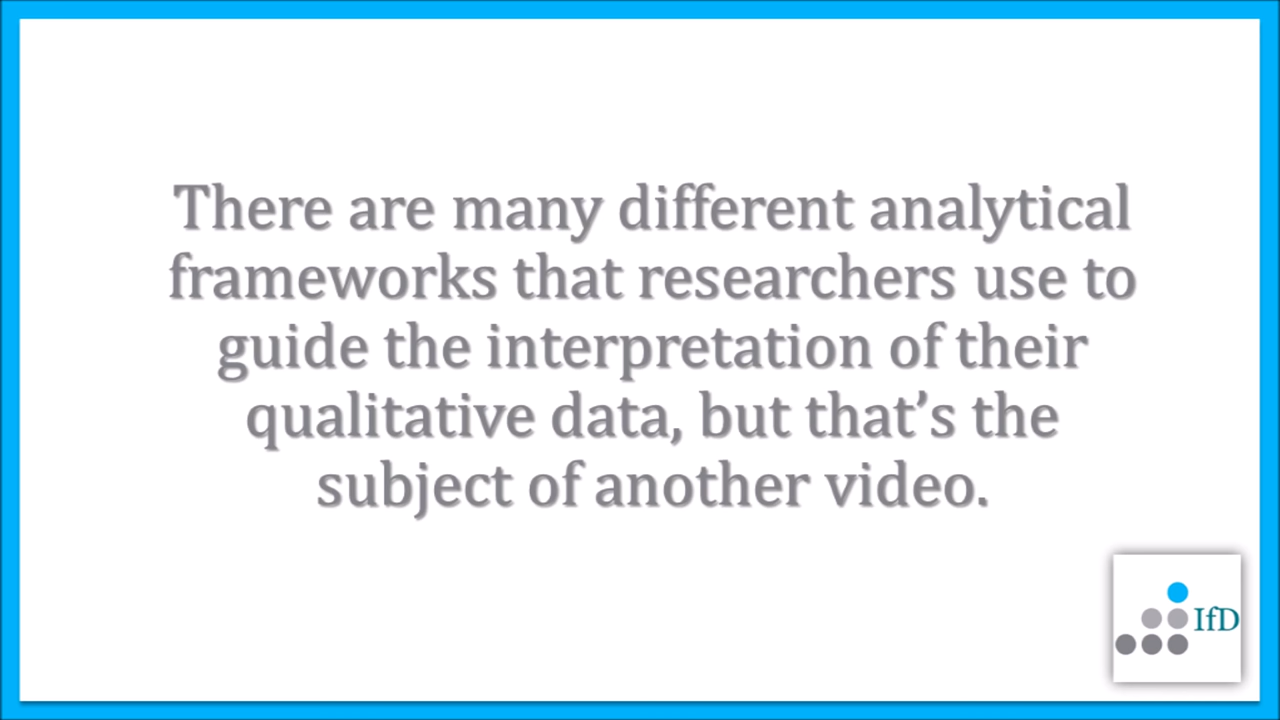 There are many different analytical
frameworks that researchers use to
guide the interpretation of their
qualitative data, but that’s the
subject of another video.
IfD